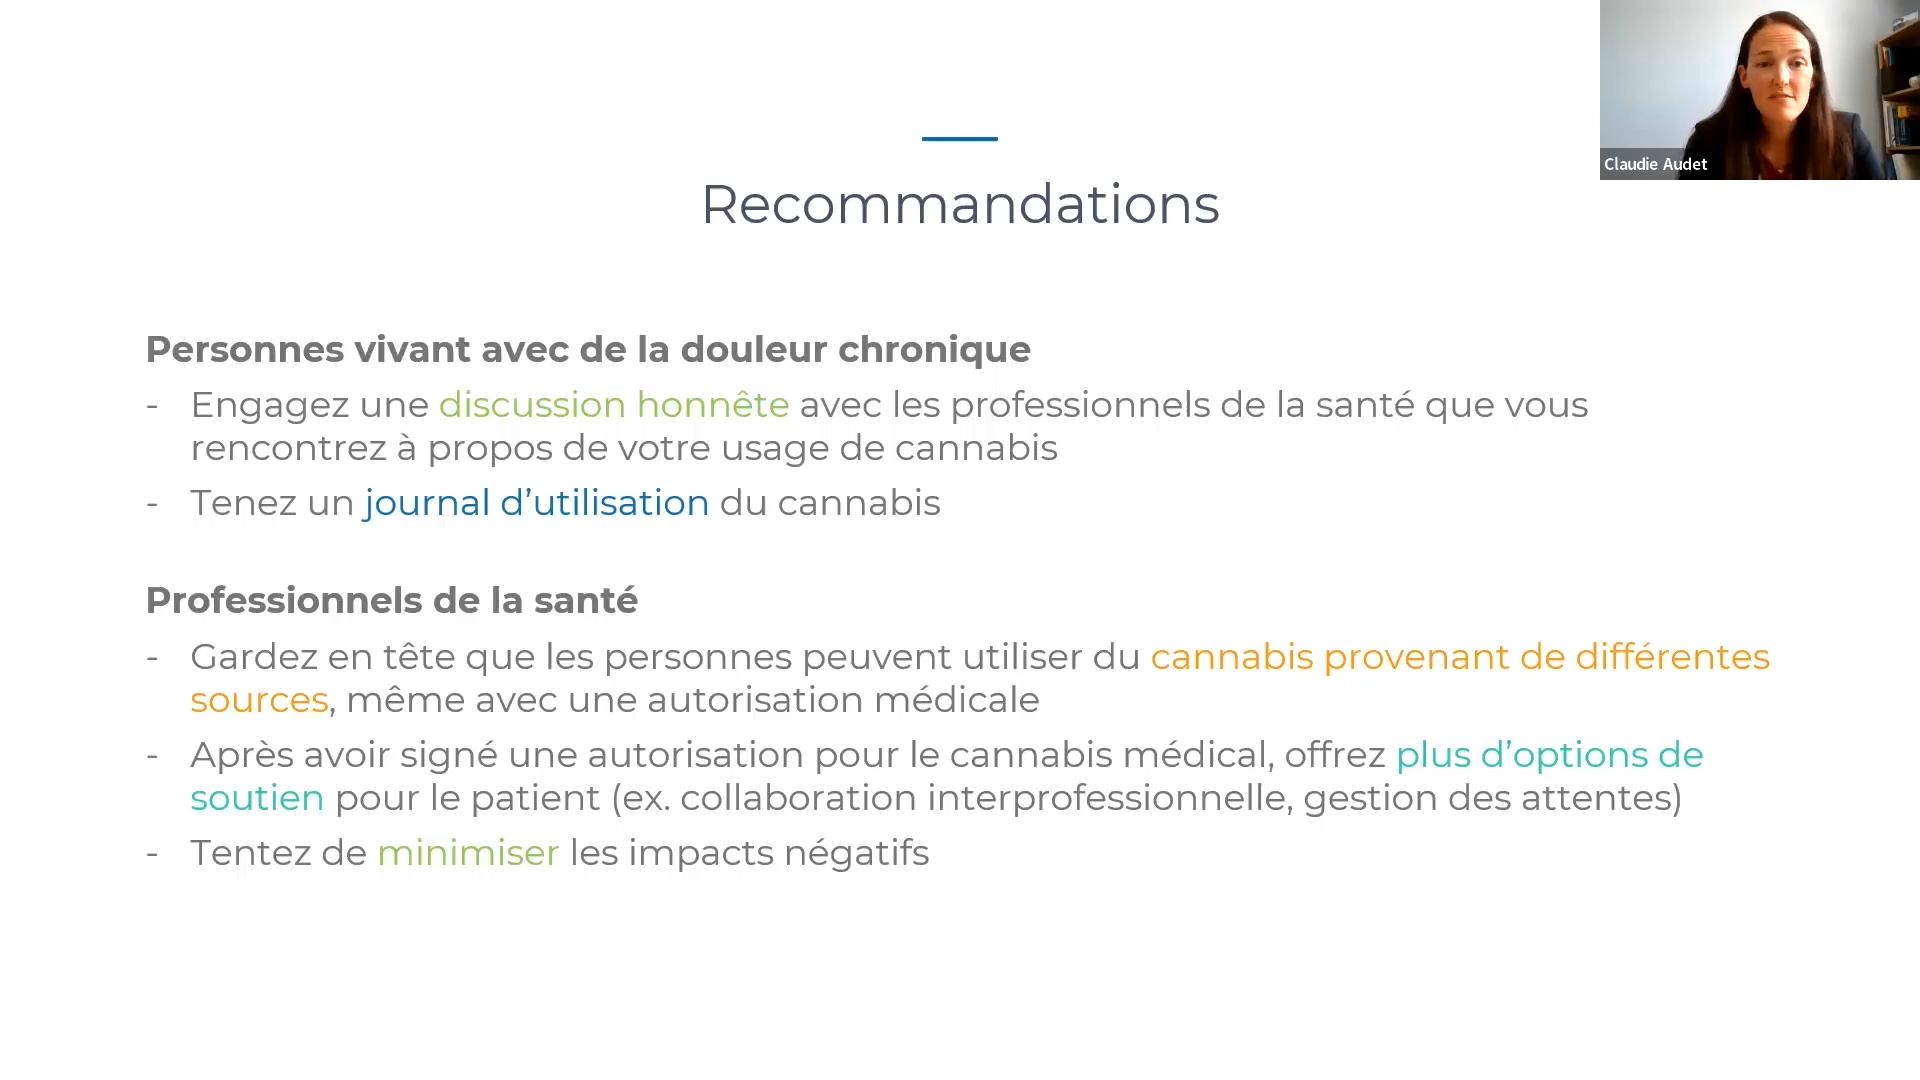 Claudie Audet
Recommandations
Personnes vivant avec de la douleur chronique
- Engagez une discussion honnête avec les professionnels de la santé que vous
rencontrez à propos de votre usage de cannabis
- Tenez un journal d’utilisation du cannabis
Professionnels de la santé
- Gardez en tête que les personnes peuvent utiliser du cannabis provenant de différentes
sources, même avec une autorisation médicale
- Après avoir signé une autorisation pour le cannabis médical, offrez plus d’options de
soutien pour le patient (ex. collaboration interprofessionnelle, gestion des attentes)
- Tentez de minimiser les impacts négatifs